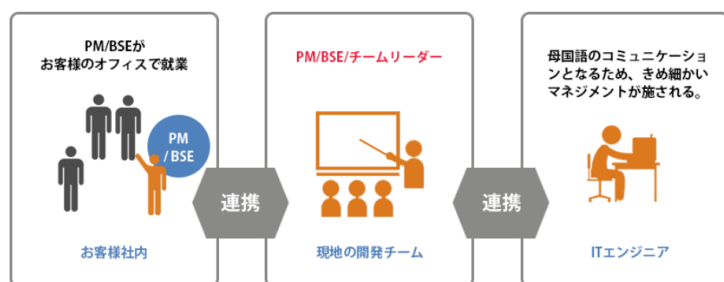 PM/BSEが
お客様のオフィスで就業
PM
/BSE
お客様社内
連携
PM/BSE/チームリーダー
現地の開発チーム
連携
母国語のコミュニケーショ
ンとなるため、きめ細かい
マネジメントが施される。
ITエンジニア